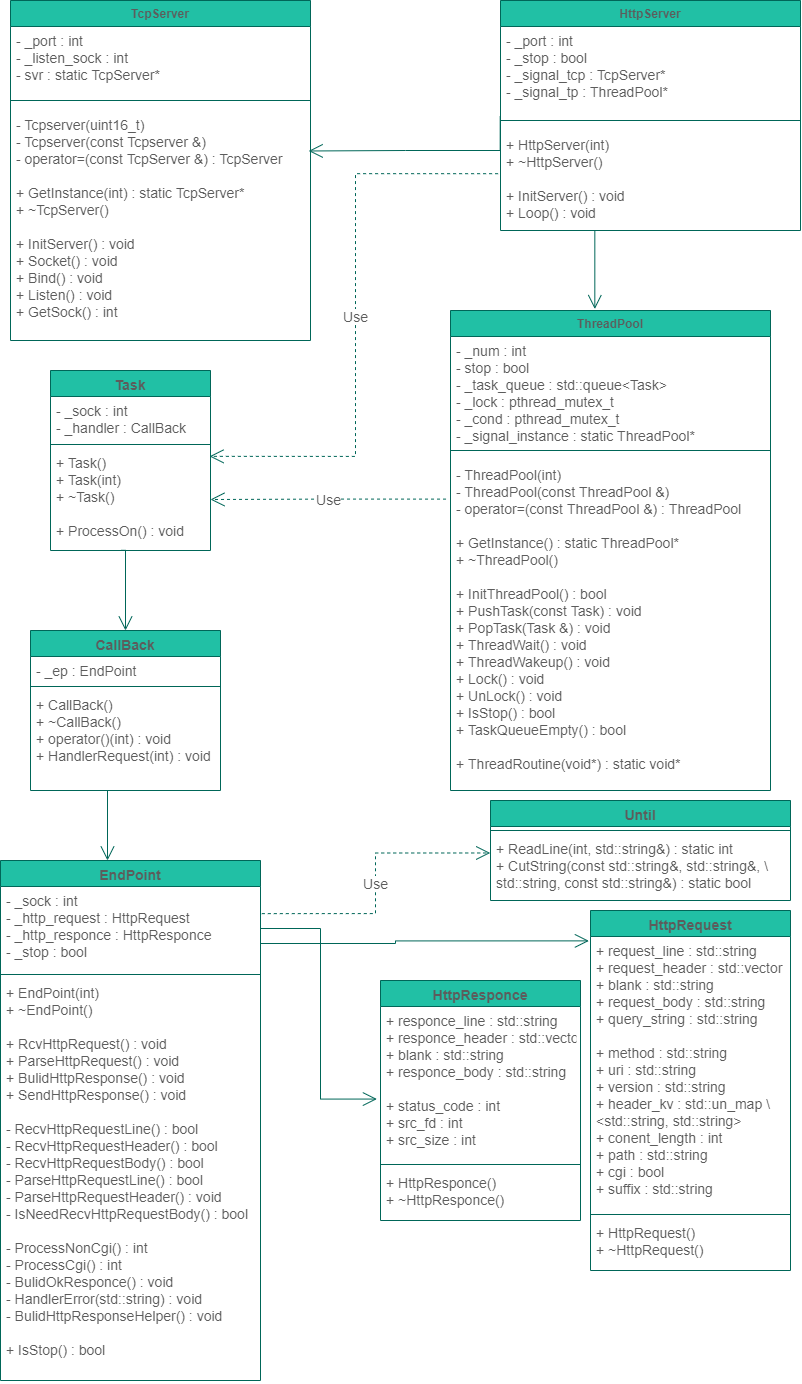 TcpServer
- _port : int
- _listen_sock : int
- svr : static TcpServer*
- Tcpserver(uint16_t)
- Tcpserver(const Tcpserver &)
- operator=(const TcpServer &) : TcpServer
+ GetInstance(int) : static TcpServer*
+ ~TcpServer()
+ InitServer() : void
+ Socket() : void
+ Bind() : void
+ Listen() : void
+ GetSock() : int
HttpServer
- _port : int
- _stop : bool
- _signal_tcp : TcpServer*
- _signal_tp : ThreadPool*
+ HttpServer(int)
+ ~HttpServer()
+ InitServer() : void
+ Loop() : void
Use
ThreadPool
- _num : int
- stop : bool
- _task_queue : std::queue<Task>
- _lock : pthread_mutex_t
- _cond : pthread_mutex_t
- _signal_instance : static ThreadPool*
- ThreadPool(int)
- ThreadPool(const ThreadPool &)
- operator=(const ThreadPool &) : ThreadPool
+ GetInstance() : static ThreadPool*
+ ~ThreadPool()
+ InitThreadPool() : bool
+ PushTask(const Task) : void
+ PopTask(Task &) : void
+ ThreadWait() : void
+ ThreadWakeup() : void
+ Lock() : void
+ UnLock() : void
+ IsStop() : bool
+ TaskQueueEmpty() : bool
+ ThreadRoutine(void*) : static void*
Task
- _sock : int
- _handler : CallBack
+ Task()
+ Task(int)
+ ~Task()
+ ProcessOn() : void
Use
CallBack
- _ep : EndPoint
+ CallBack()
+ ~CallBack()
+ operator()(int) : void
+ HandlerRequest(int) : void
Until
+ ReadLine(int, std::string&) : static int
+ CutString(const std::string&, std::string&, \
std::string, const std::string&) : static bool
Use
EndPoint
- _sock : int
- _http_request : HttpRequest
- _http_responce : HttpResponce
- _stop : bool
+ EndPoint(int)
+ ~EndPoint()
+ RcvHttpRequest() : void
+ ParseHttpRequest() : void
+ BulidHttpResponse() : void
+ SendHttpResponse() : void
- RecvHttpRequestLine() : bool
- RecvHttpRequestHeader() : bool
- RecvHttpRequestBody() : bool
- ParseHttpRequestLine() : bool
- ParseHttpRequestHeader() : void
- IsNeedRecvHttpRequestBody() : bool
- ProcessNonCgi() : int
- ProcessCgi() : int
- BulidOkResponce() : void
- HandlerError(std::string) : void
- BulidHttpResponseHelper() : void
+ IsStop() : bool
HttpResponce
+ responce_line : std::string
+ responce_header : std::vec
+ blank : std::string
+ responce_body : std::string
+ status_code : int
+ src_fd : int
+ src_size : int
+ HttpResponce()
+ ~HttpResponce()
HttpRequest
+ request_line : std::string
+ request_header : std::vector
+ blank : std::string
+ request_body : std::string
+ query_string : std::string
+ method : std::string
+ uri : std::string
+ version : std::string
+ header_kv : std::un_map \
<std::string, std::string>
+ conent_length : int
+ path : std::string
+ cgi : bool
+ suffix : std::string
+ HttpRequest()
+ ~HttpRequest()